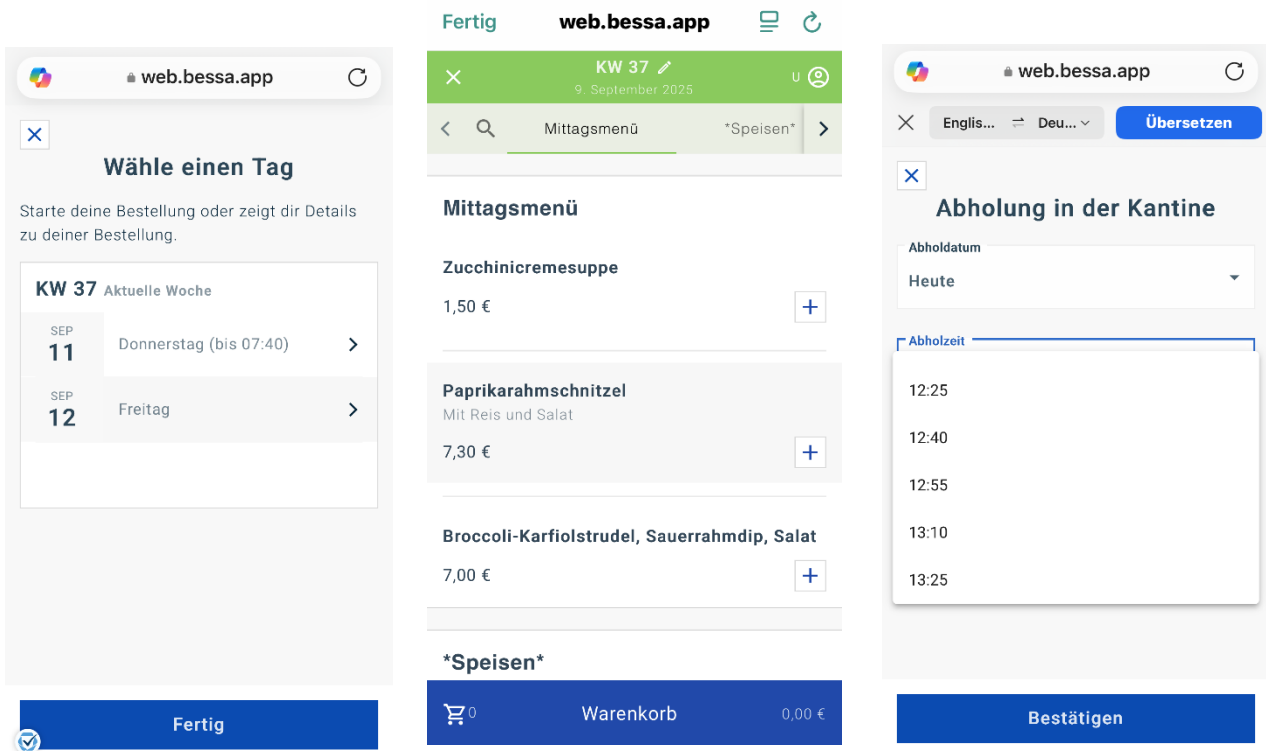 web.bessa.app
Wähle einen Tag
Starte deine Bestellung oder zeigt dir Details
zu deiner Bestellung.
KW 37 Aktuelle Woche
SEP
11
Donnerstag (bis 07:40)
SEP
12
Freitag
Fertig
Fertig
web.bessa.app
KW 37
9. September 2025
U
Mittagsmenü
*Speisen*
Mittagsmenü
Zucchinicremesuppe
1,50 €
Paprikarahmschnitzel
Mit Reis und Salat
7,30 €
Broccoli-Karfiolstrudel, Sauerrahmdip, Salat
7,00 €
*Speisen*
0
Warenkorb
0,00 €
web.bessa.app
Englis...
Deu...
Übersetzen
Abholung in der Kantine
Abholdatum
Heute
Abholzeit
12:25
12:40
12:55
13:10
13:25
Bestätigen